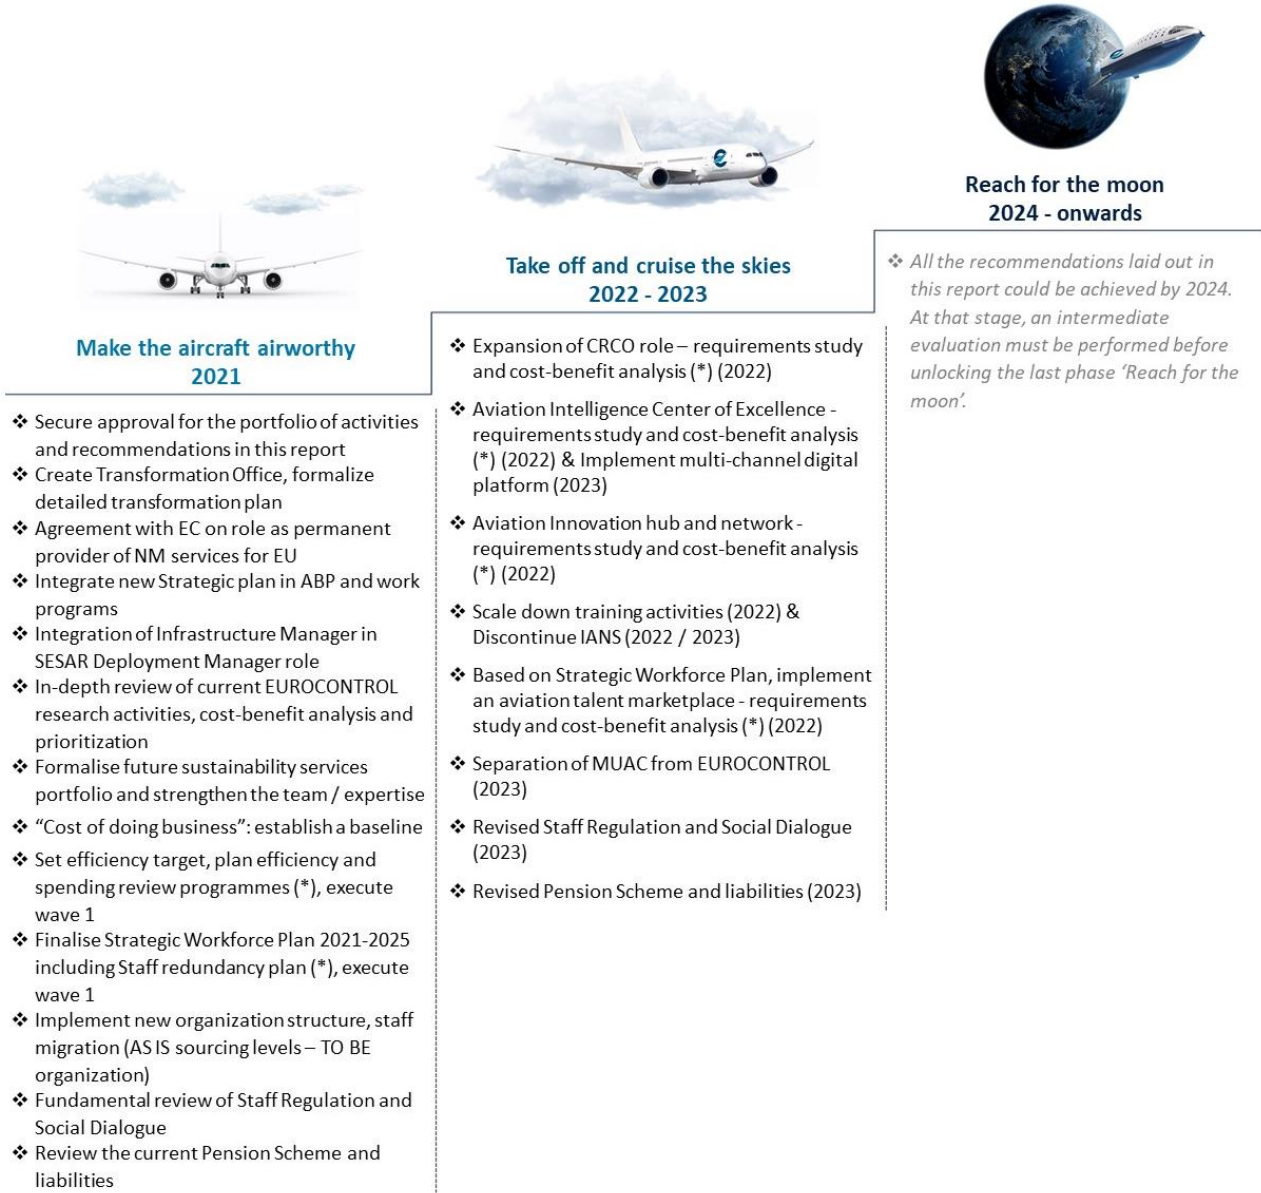 Make the aircraft airworthy
2021
❖ Secure approval for the portfolio of activities
and recommendations in this report
❖ Create Transformation Office, formalize
detailed transformation plan
❖ Agreement with EC on role as permanent
provider of NM services for EU
❖ Integrate new Strategic plan in ABP and work
programs
❖ Integration of Infrastructure Manager in
SESAR Deployment Manager role
❖ In-depth review of current EUROCONTROL
research activities, cost-benefit analysis and
prioritization
❖ Formalise future sustainability services
portfolio and strengthen the team / expertise
❖ “Cost of doing business”: establish a baseline
❖ Set efficiency target, plan efficiency and
spending review programmes (*), execute
wave 1
❖ Finalise Strategic Workforce Plan 2021-2025
including Staff redundancy plan (*), execute
wave 1
❖ Implement new organization structure, staff
migration (AS IS sourcing levels – TO BE
organization)
❖ Fundamental review of Staff Regulation and
Social Dialogue
❖ Review the current Pension Scheme and
liabilities
Take off and cruise the skies
2022 - 2023
❖ Expansion of CRCO role – requirements study
and cost-benefit analysis (*) (2022)
❖ Aviation Intelligence Center of Excellence -
requirements study and cost-benefit analysis
(*) (2022) & Implement multi-channel digital
platform (2023)
❖ Aviation Innovation hub and network -
requirements study and cost-benefit analysis
(*) (2022)
❖ Scale down training activities (2022) &
Discontinue IANS (2022 / 2023)
❖ Based on Strategic Workforce Plan, implement
an aviation talent marketplace - requirements
study and cost-benefit analysis (*) (2022)
❖ Separation of MUAC from EUROCONTROL
(2023)
❖ Revised Staff Regulation and Social Dialogue
(2023)
❖ Revised Pension Scheme and liabilities (2023)
Reach for the moon
2024 - onwards
❖ All the recommendations laid out in
this report could be achieved by 2024.
At that stage, an intermediate
evaluation must be performed before
unlocking the last phase ‘Reach for the
moon’.